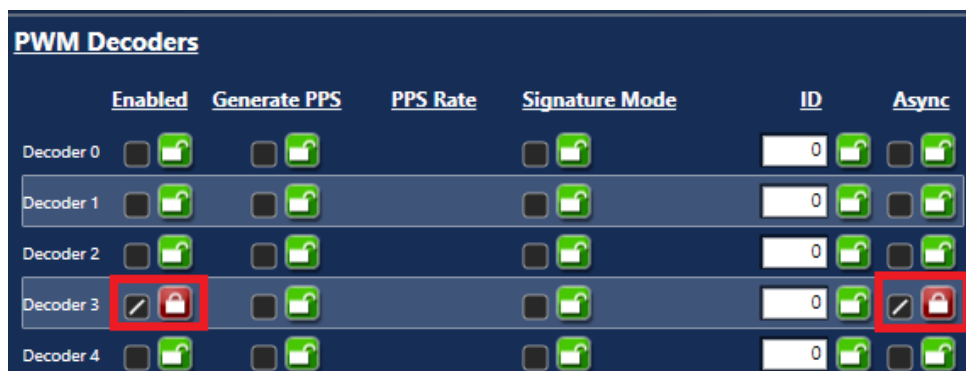 PWM Decoders
Enabled Generate PPS PPS Rate Signature Mode ID Async
Decoder 0 0
Decoder 1 0
Decoder 2 0
Decoder 3 0
Decoder 4 0